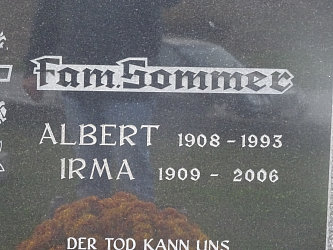 Fam. Sommer
ALBERT 1908 - 1993
IRMA 1909 - 2006
DER TOD KANN UNS